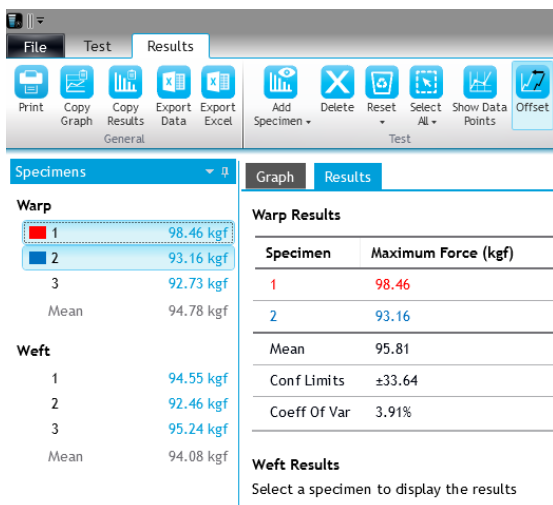 File Test Results
Print Copy Graph Copy Results Export Data Export Excel Add Specimen Delete Reset Select All Show Data Points Offset
General Test
Specimens
Warp
1 98.46 kgf
2 93.16 kgf
3 92.73 kgf
Mean 94.78 kgf
Weft
1 94.55 kgf
2 92.46 kgf
3 95.24 kgf
Mean 94.08 kgf
Graph Results
Warp Results
Specimen Maximum Force (kgf)
1 98.46
2 93.16
Mean 95.81
Conf Limits ±33.64
Coeff Of Var 3.91%
Weft Results
Select a specimen to display the results